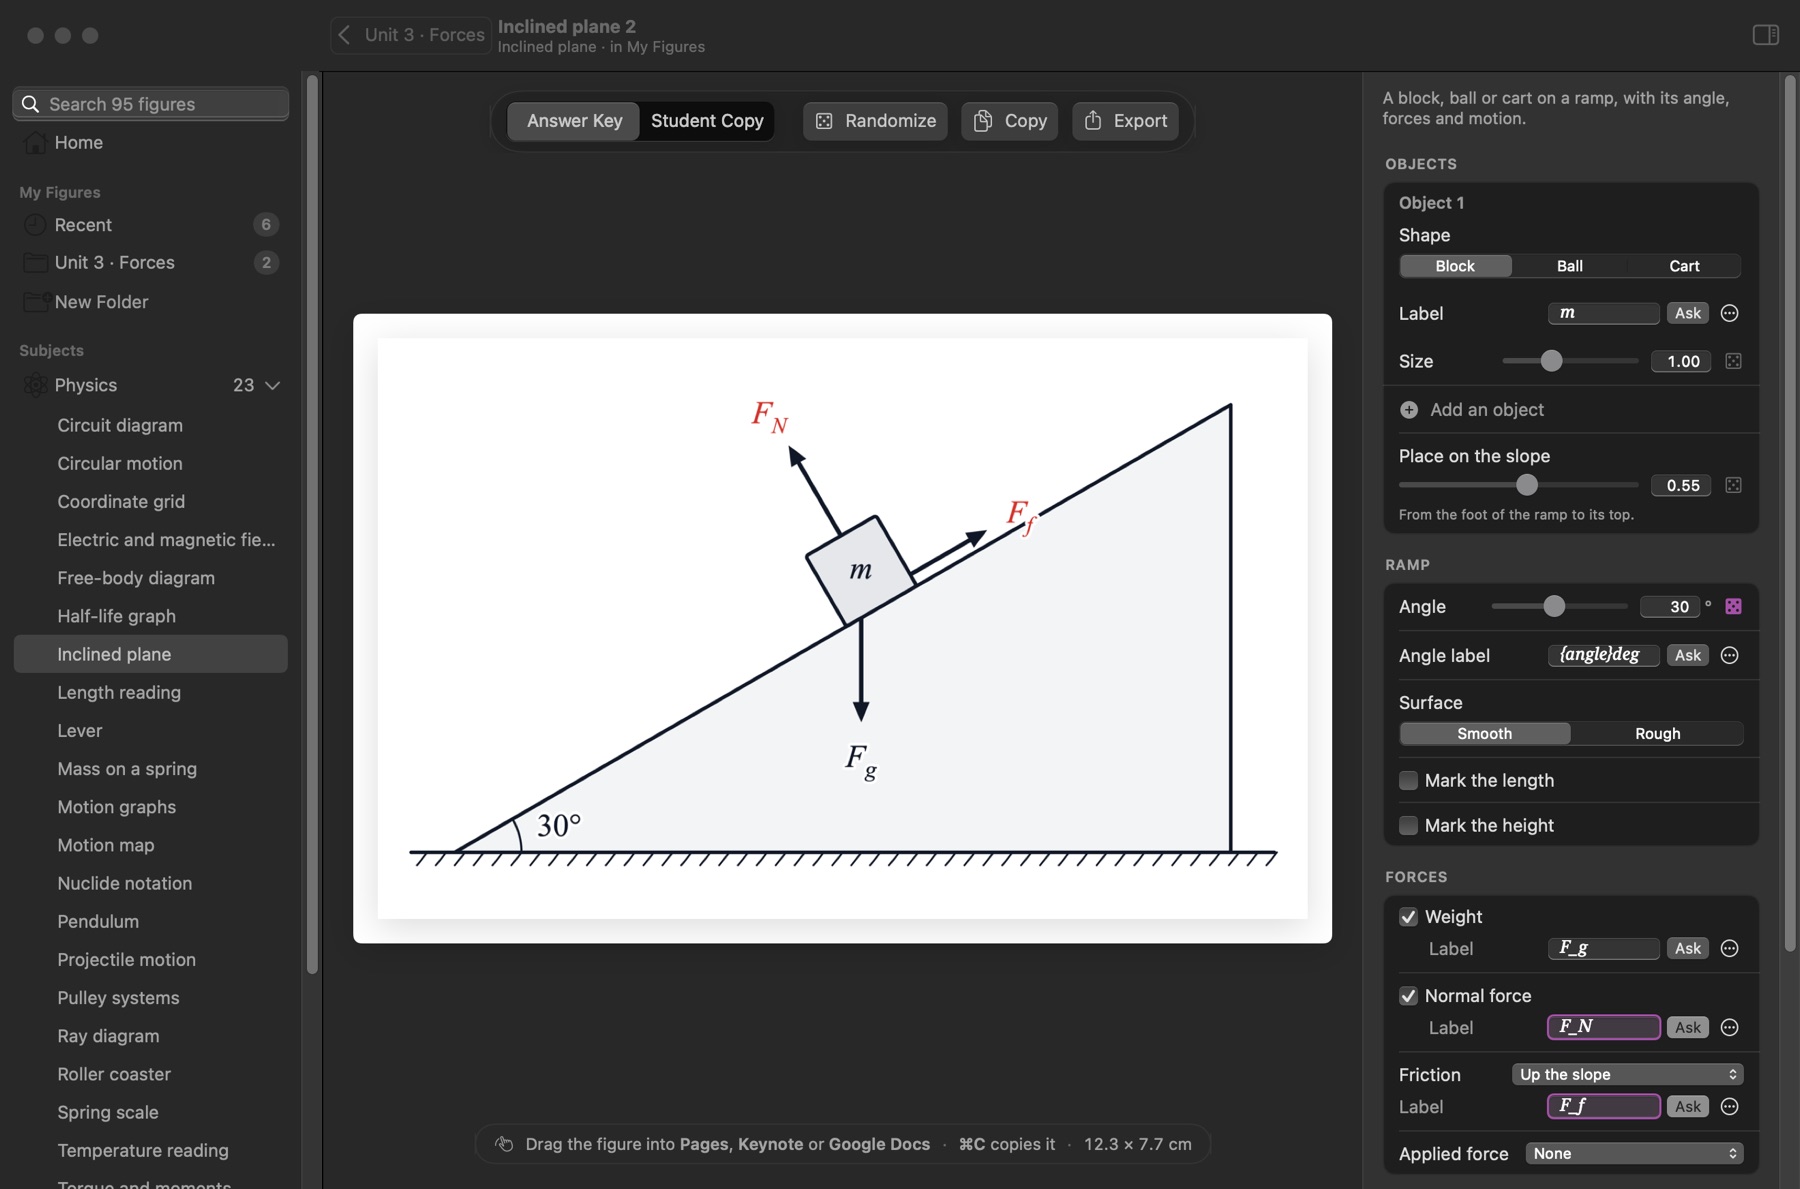 Unit 3 · Forces
Inclined plane 2
Inclined plane · in My Figures
Search 95 figures
Home
My Figures
Recent 6
Unit 3 · Forces 2
New Folder
Subjects
Physics 23
Circuit diagram
Circular motion
Coordinate grid
Electric and magnetic fie...
Free-body diagram
Half-life graph
Inclined plane
Length reading
Lever
Mass on a spring
Motion graphs
Motion map
Nuclide notation
Pendulum
Projectile motion
Pulley systems
Ray diagram
Roller coaster
Spring scale
Temperature reading
Torque and moments
Answer Key Student Copy Randomize Copy Export
F_N
F_f
m
F_g
30°
Drag the figure into Pages, Keynote or Google Docs · ⌘C copies it · 12.3 × 7.7 cm
A block, ball or cart on a ramp, with its angle,
forces and motion.
OBJECTS
Object 1
Shape
Block Ball Cart
Label m Ask
Size 1.00
Add an object
Place on the slope
0.55
From the foot of the ramp to its top.
RAMP
Angle 30 °
Angle label {angle}deg Ask
Surface
Smooth Rough
Mark the length
Mark the height
FORCES
Weight
Label F_g Ask
Normal force
Label F_N Ask
Friction Up the slope
Label F_f Ask
Applied force None